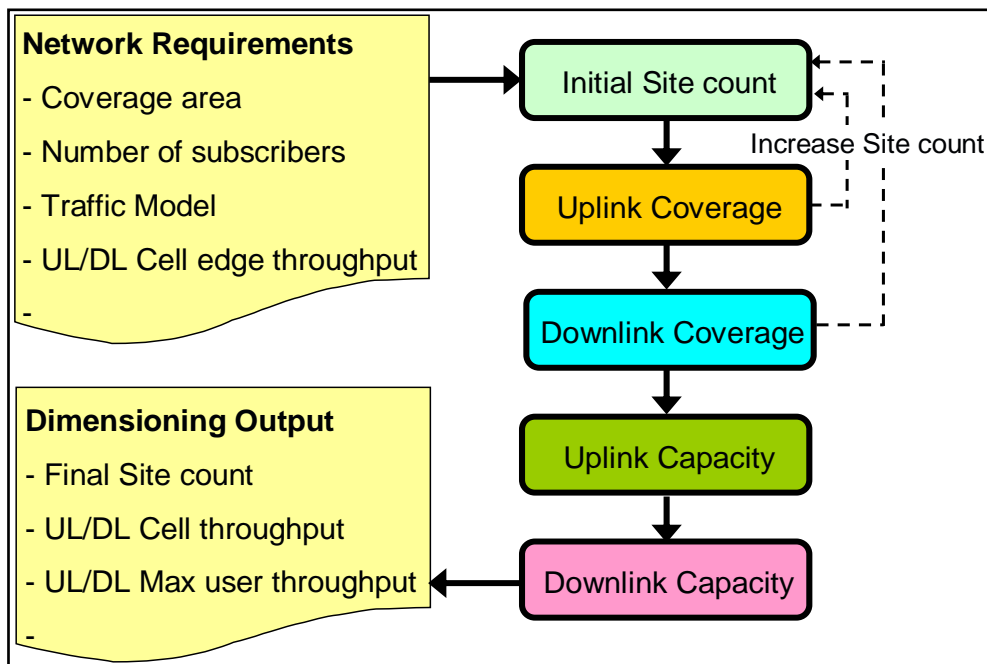 Network Requirements
- Coverage area
- Number of subscribers
- Traffic Model
- UL/DL Cell edge throughput
-
Initial Site count
Increase Site count
Uplink Coverage
Downlink Coverage
Uplink Capacity
Downlink Capacity
Dimensioning Output
- Final Site count
- UL/DL Cell throughput
- UL/DL Max user throughput
-